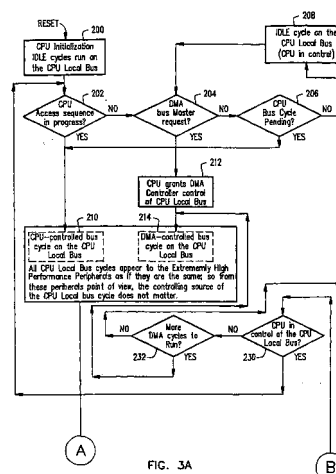 RESET
200
CPU Initialization
IDLE cycles run on
the CPU Local Bus
208
IDLE cycle on the
CPU Local Bus
(CPU in control)
202
CPU
Access sequence
in progress?
NO
YES
204
DMA
bus Master
request?
NO
YES
206
CPU
Bus Cycle
Pending?
NO
YES
212
CPU grants DMA
Controller control
of CPU Local Bus
210
CPU-controlled bus
cycle on the CPU
Local Bus
214
DMA-controlled bus
cycle on the CPU
Local Bus
All CPU Local Bus cycles appear to the Extrememly High
Performance Peripherals as if they are the same; so from
these periherals point of view, the controlling source of
the CPU Local bus cycle does not matter.
NO
More
DMA cycles to
Run?
232
YES
NO
CPU in
control of the CPU
Local Bus?
230
YES
A
B
FIG. 3A